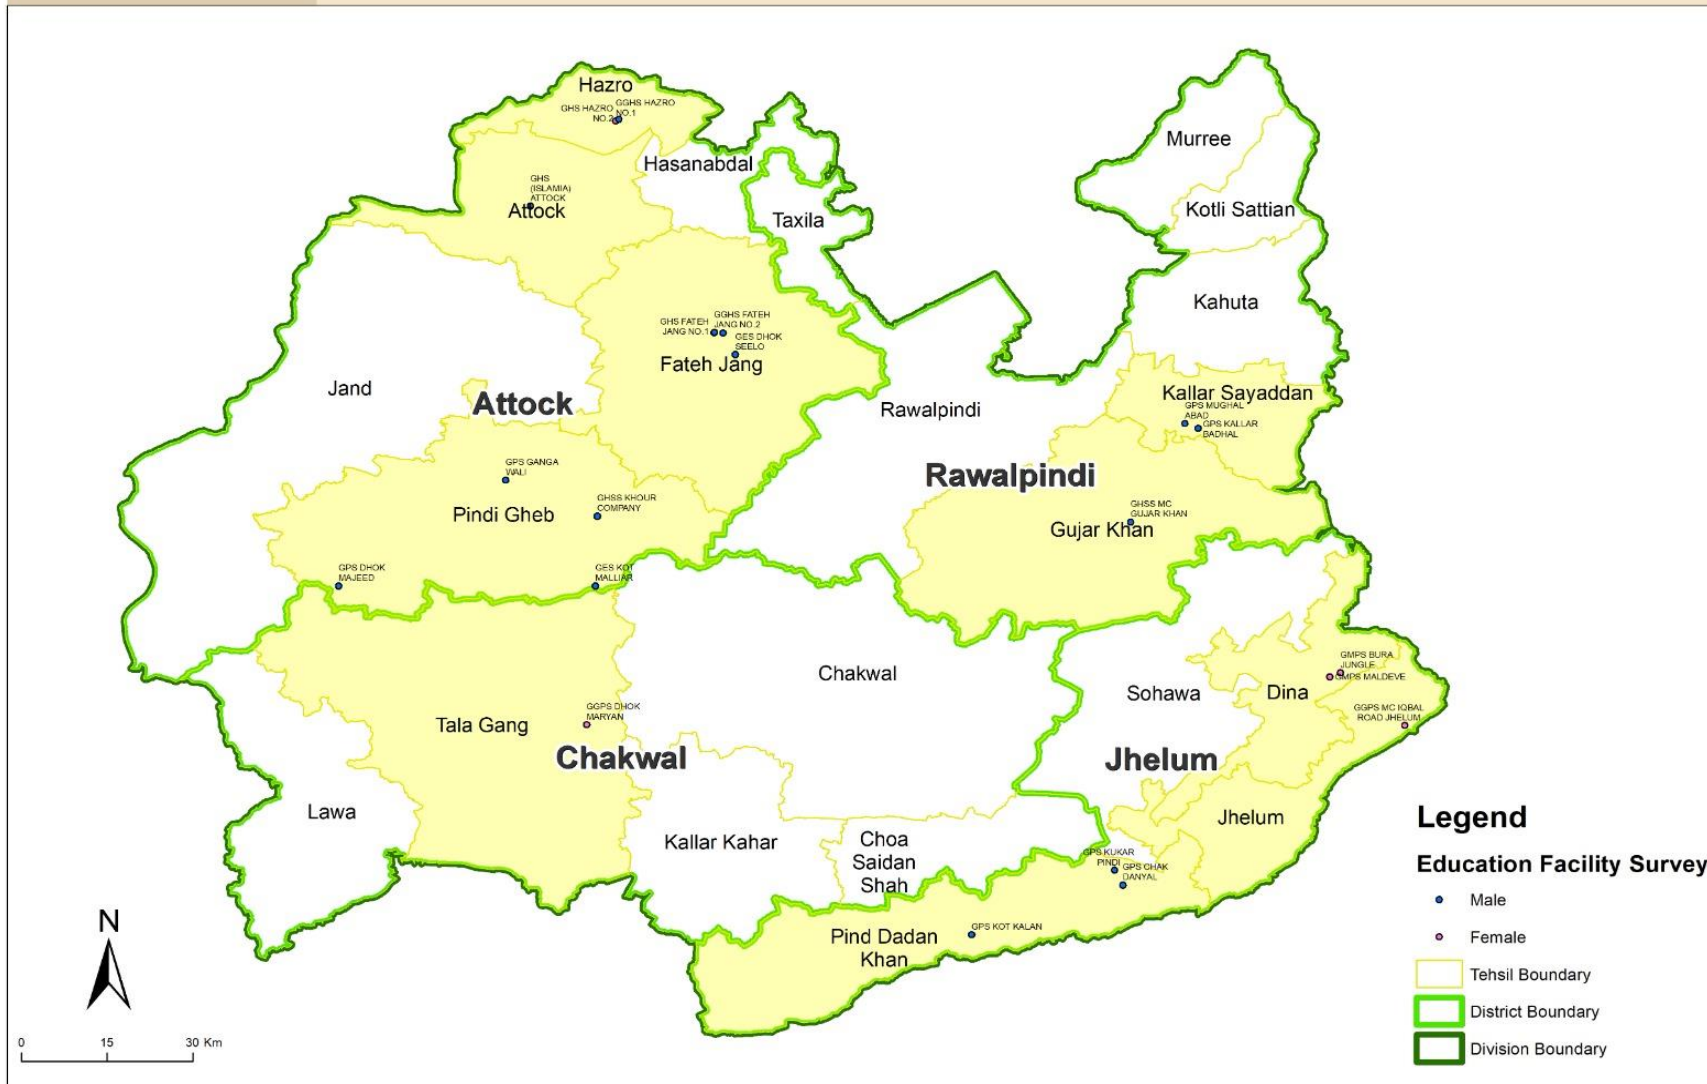 Hazro
GHS HAZRO
NO.2
GGHS HAZRO
NO.1
Hasanabdal
GHS
(ISLAMIA)
ATTOCK
Attock
Taxila
Murree
Kotli Sattian
Kahuta
GHS FATEH
JANG NO.1
GGHS FATEH
JANG NO.2
GES DHOK
SEELO
Fateh Jang
Jand
Attock
Rawalpindi
Kallar Sayaddan
GPS MUGHAL
ABAD
GPS KALLAR
BADHAL
Rawalpindi
GPS GANGA
WALI
Pindi Gheb
GHSS KHOUR
COMPANY
GHSS MC
GUJAR KHAN
Gujar Khan
GPS DHOK
MAJEED
GES KOT
MALLIAR
Chakwal
Sohawa
Dina
GMPS BURA
JUNGLE
GMPS MALDEVE
GGPS MC IQBAL
ROAD JHELUM
Tala Gang
GGPS DHOK
MARYAN
Chakwal
Jhelum
Lawa
Kallar Kahar
Choa
Saidan
Shah
Jhelum
GPS KUKAR
PINDI
GPS CHAK
DANYAL
Pind Dadan
Khan
GPS KOT KALAN
Legend
Education Facility Survey
Male
Female
Tehsil Boundary
District Boundary
Division Boundary
N
0 15 30 Km